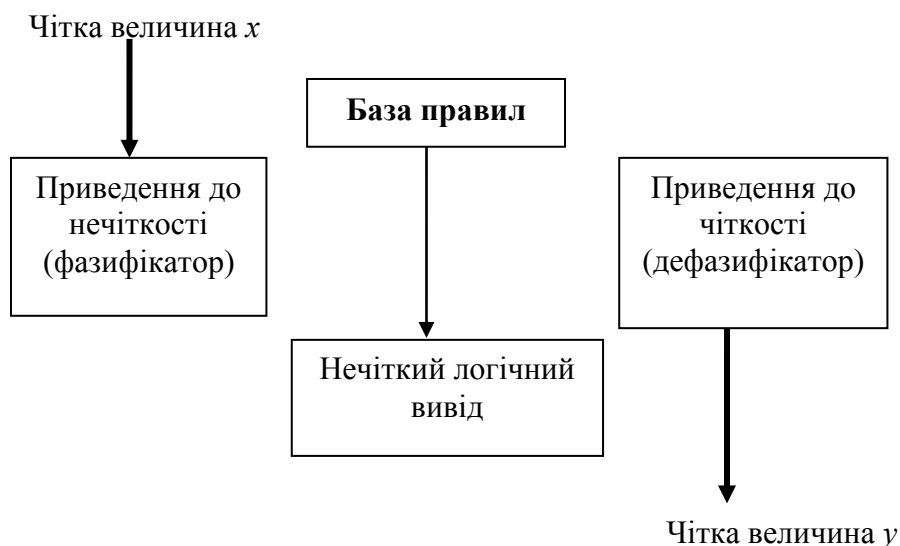 Чітка величина x
База правил
Приведення до
нечіткості
(фазифікатор)
Приведення до
чіткості
(дефазифікатор)
Нечіткий логічний
вивід
Чітка величина y